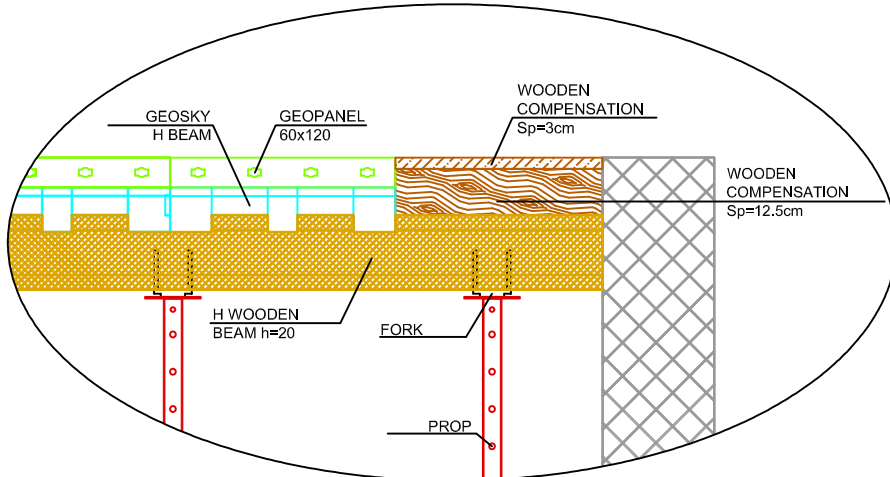 GEOSKY
H BEAM
GEOPANEL
60x120
WOODEN
COMPENSATION
Sp=3cm
WOODEN
COMPENSATION
Sp=12.5cm
H WOODEN
BEAM h=20
FORK
PROP